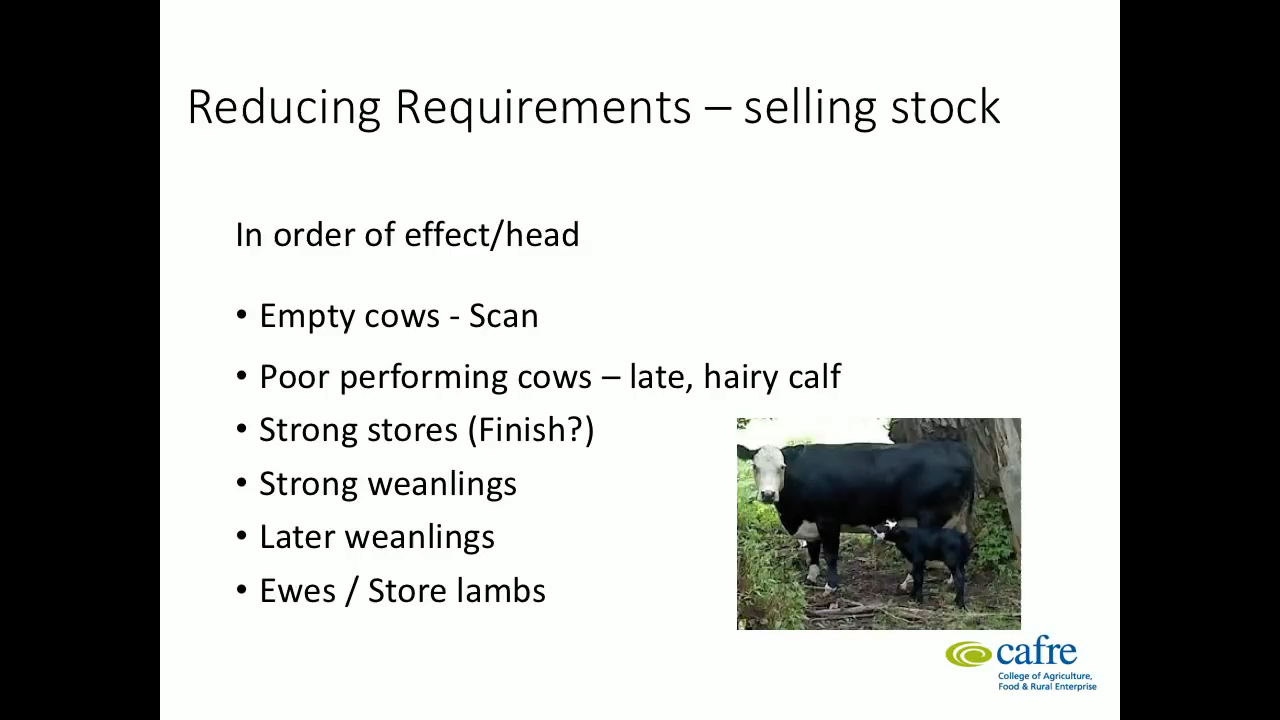 Reducing Requirements – selling stock
In order of effect/head
• Empty cows - Scan
• Poor performing cows – late, hairy calf
• Strong stores (Finish?)
• Strong weanlings
• Later weanlings
• Ewes / Store lambs
cafre
College of Agriculture,
Food & Rural Enterprise